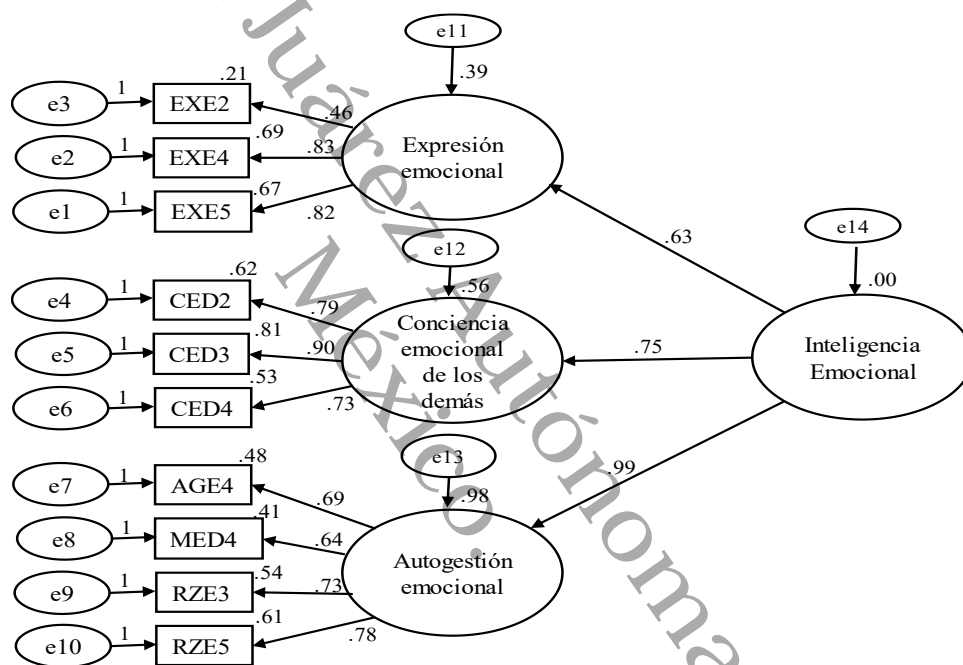 e11
.39
e3
1
.21
EXE2
.46
e2
1
.69
EXE4
.83
e1
1
.67
EXE5
.82
Expresión
emocional
.63
e12
.56
e14
.00
e4
1
.62
CED2
.79
e5
1
.81
CED3
.90
e6
1
.53
CED4
.73
Conciencia
emocional
de los
demás
.75
Inteligencia
Emocional
e13
.98
.99
e7
1
.48
AGE4
.69
e8
1
.41
MED4
.64
e9
1
.54
RZE3
.73
e10
1
.61
RZE5
.78
Autogestión
emocional
Juárez Autónoma
México.